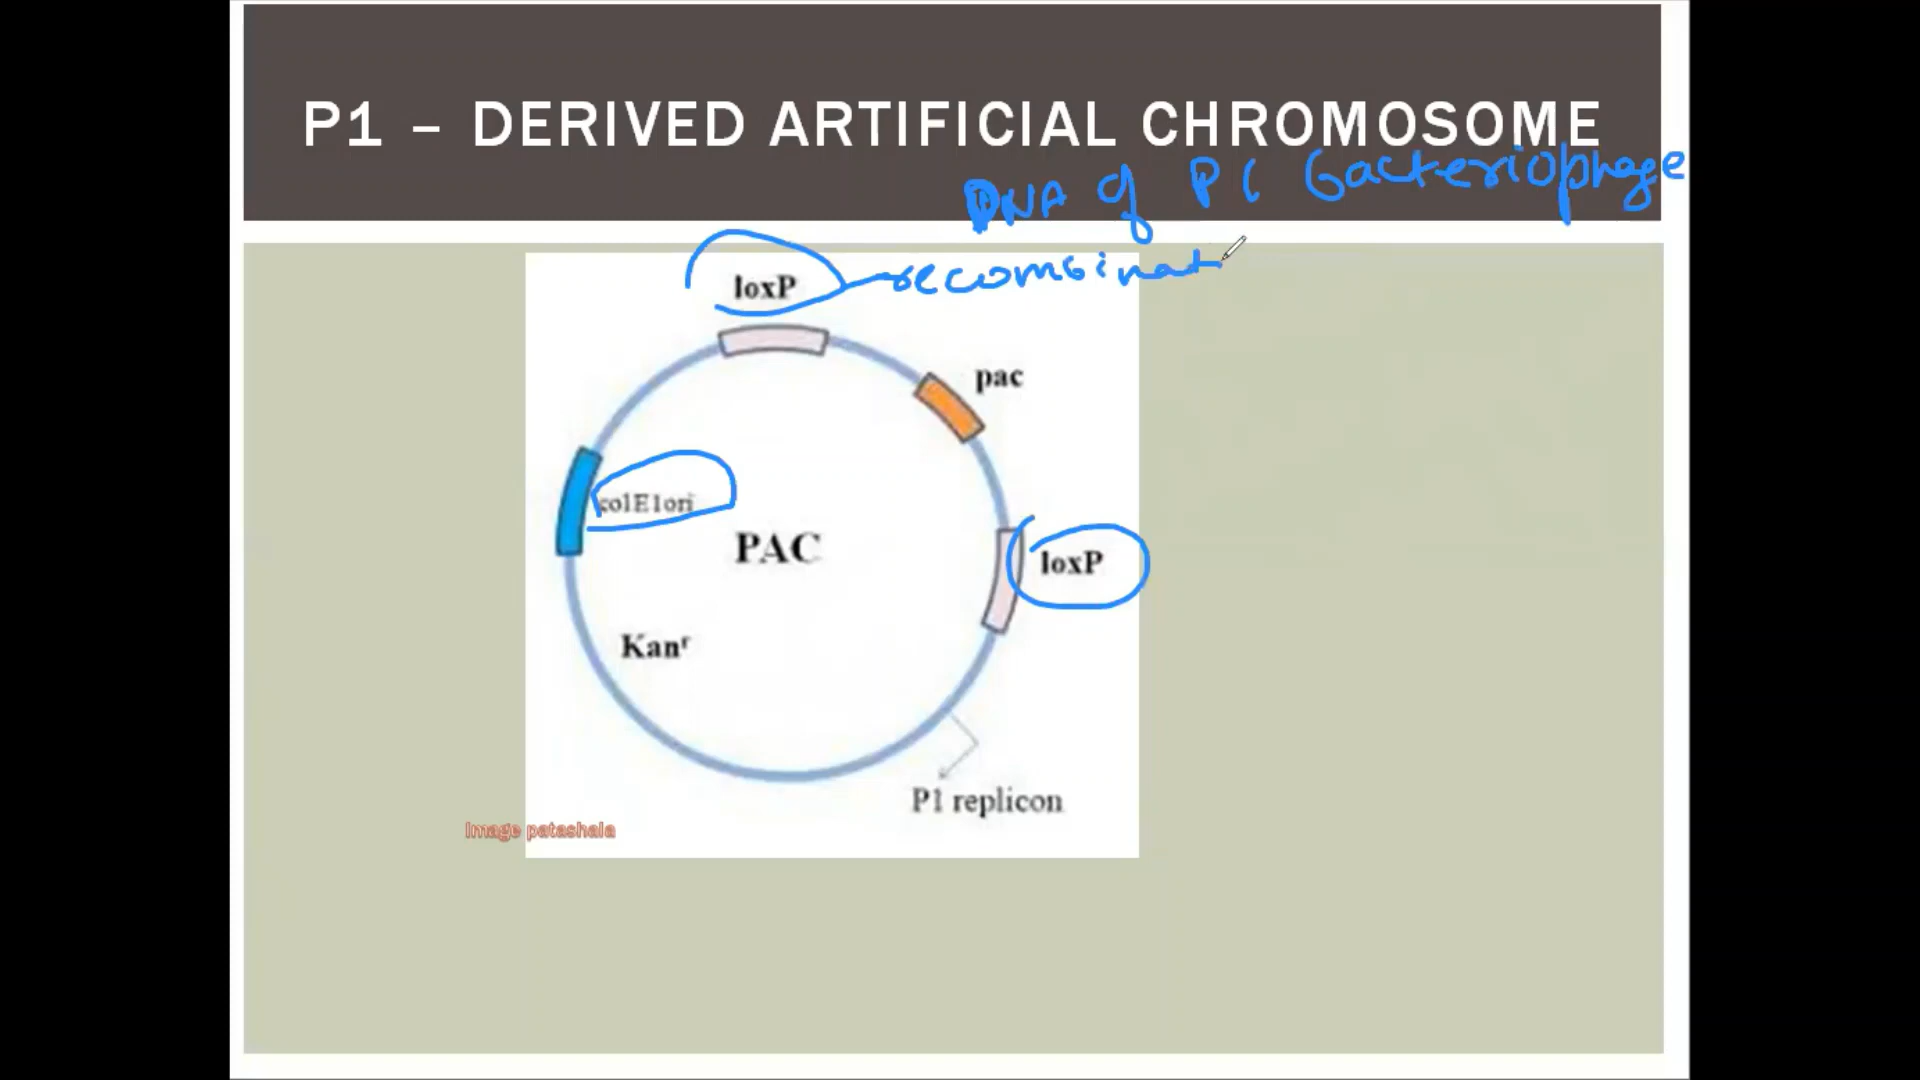 P1 – DERIVED ARTIFICIAL CHROMOSOME
DNA of P1 bacteriophage
loxP
recombinat
pac
colE1ori
PAC
loxP
Kanʳ
P1 replicon
Image patashala